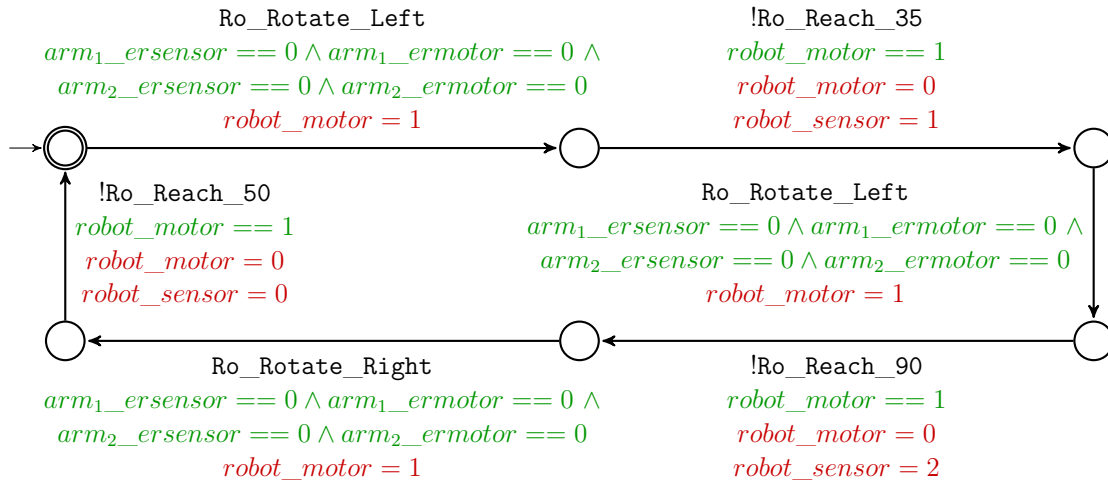 Ro_Rotate_Left
arm₁_ersensor == 0 ∧ arm₁_ermotor == 0 ∧
arm₂_ersensor == 0 ∧ arm₂_ermotor == 0
robot_motor = 1
!Ro_Reach_35
robot_motor == 1
robot_motor = 0
robot_sensor = 1
!Ro_Reach_50
robot_motor == 1
robot_motor = 0
robot_sensor = 0
Ro_Rotate_Left
arm₁_ersensor == 0 ∧ arm₁_ermotor == 0 ∧
arm₂_ersensor == 0 ∧ arm₂_ermotor == 0
robot_motor = 1
Ro_Rotate_Right
arm₁_ersensor == 0 ∧ arm₁_ermotor == 0 ∧
arm₂_ersensor == 0 ∧ arm₂_ermotor == 0
robot_motor = 1
!Ro_Reach_90
robot_motor == 1
robot_motor = 0
robot_sensor = 2